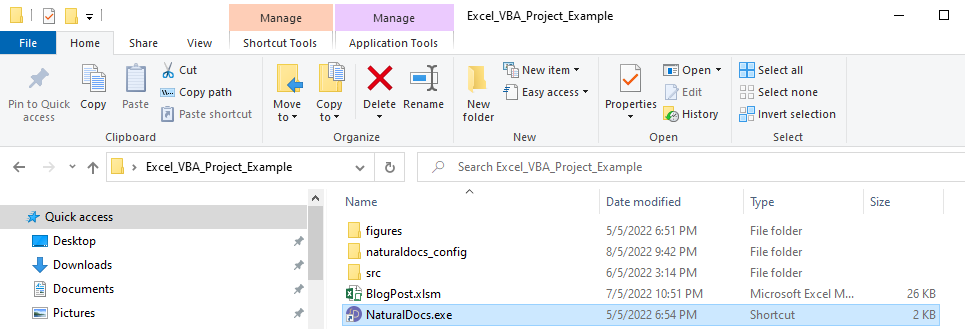 Manage Manage Excel_VBA_Project_Example
File Home Share View Shortcut Tools Application Tools
Pin to Quick access
Copy
Paste
Cut
Copy path
Paste shortcut
Clipboard
Move to
Copy to
Delete
Rename
Organize
New folder
New item
Easy access
New
Properties
Open
Edit
History
Open
Select all
Select none
Invert selection
Select
Excel_VBA_Project_Example
Search Excel_VBA_Project_Example
Quick access
Desktop
Downloads
Documents
Pictures
Name Date modified Type Size
figures 5/5/2022 6:51 PM File folder
naturaldocs_config 8/5/2022 9:42 PM File folder
src 6/5/2022 3:14 PM File folder
BlogPost.xlsm 7/5/2022 10:51 PM Microsoft Excel M... 26 KB
NaturalDocs.exe 5/5/2022 6:54 PM Shortcut 2 KB